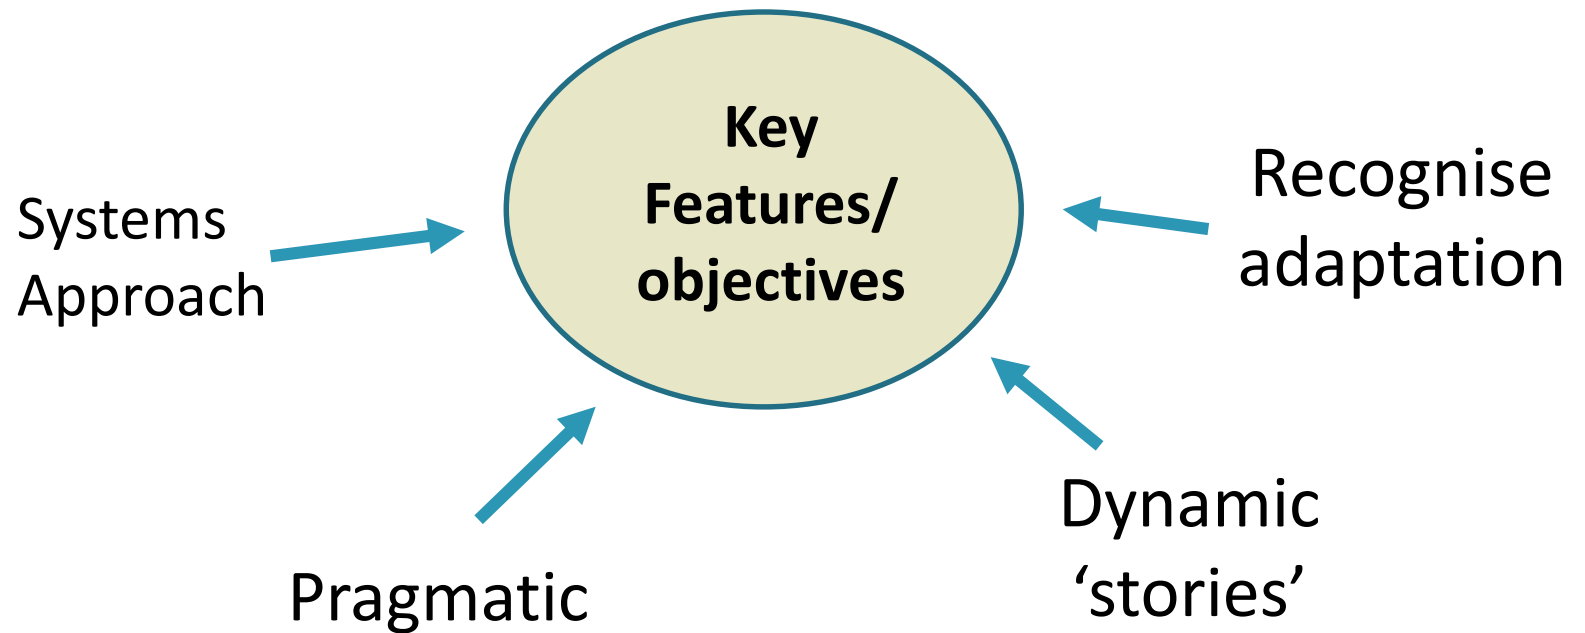 Key
Features/
objectives
Systems
Approach
Recognise
adaptation
Pragmatic
Dynamic
‘stories’